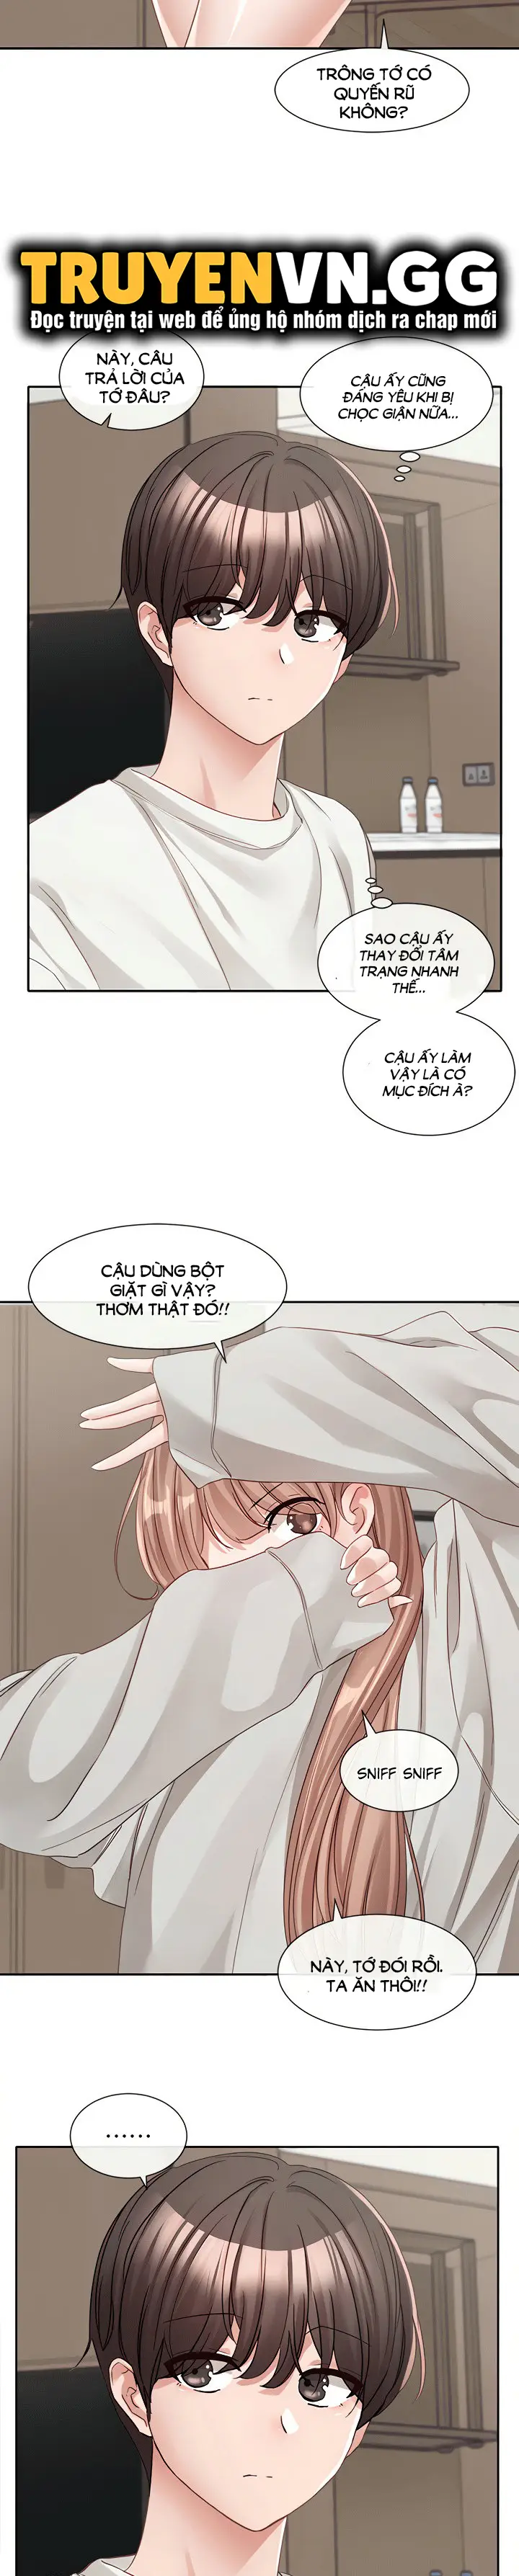 TRÔNG TỚ CÓ
QUYẾN RŨ
KHÔNG?
TRUYENVN.GG
Đọc truyện tại web để ủng hộ nhóm dịch ra chap mới
NÀY, CÂU
TRẢ LỜI CỦA
TỚ ĐÂU?
CẬU ẤY CŨNG
ĐÁNG YÊU KHI BỊ
CHỌC GIẬN NỮA...
SAO CẬU ẤY
THAY ĐỔI TÂM
TRẠNG NHANH
THẾ...
CẬU ẤY LÀM
VẬY LÀ CÓ
MỤC ĐÍCH À?
CẬU DÙNG BỘT
GIẶT GÌ VẬY?
THƠM THẬT ĐÓ!!
SNIFF SNIFF
NÀY, TỚ ĐÓI RỒI.
TA ĂN THÔI!!
......